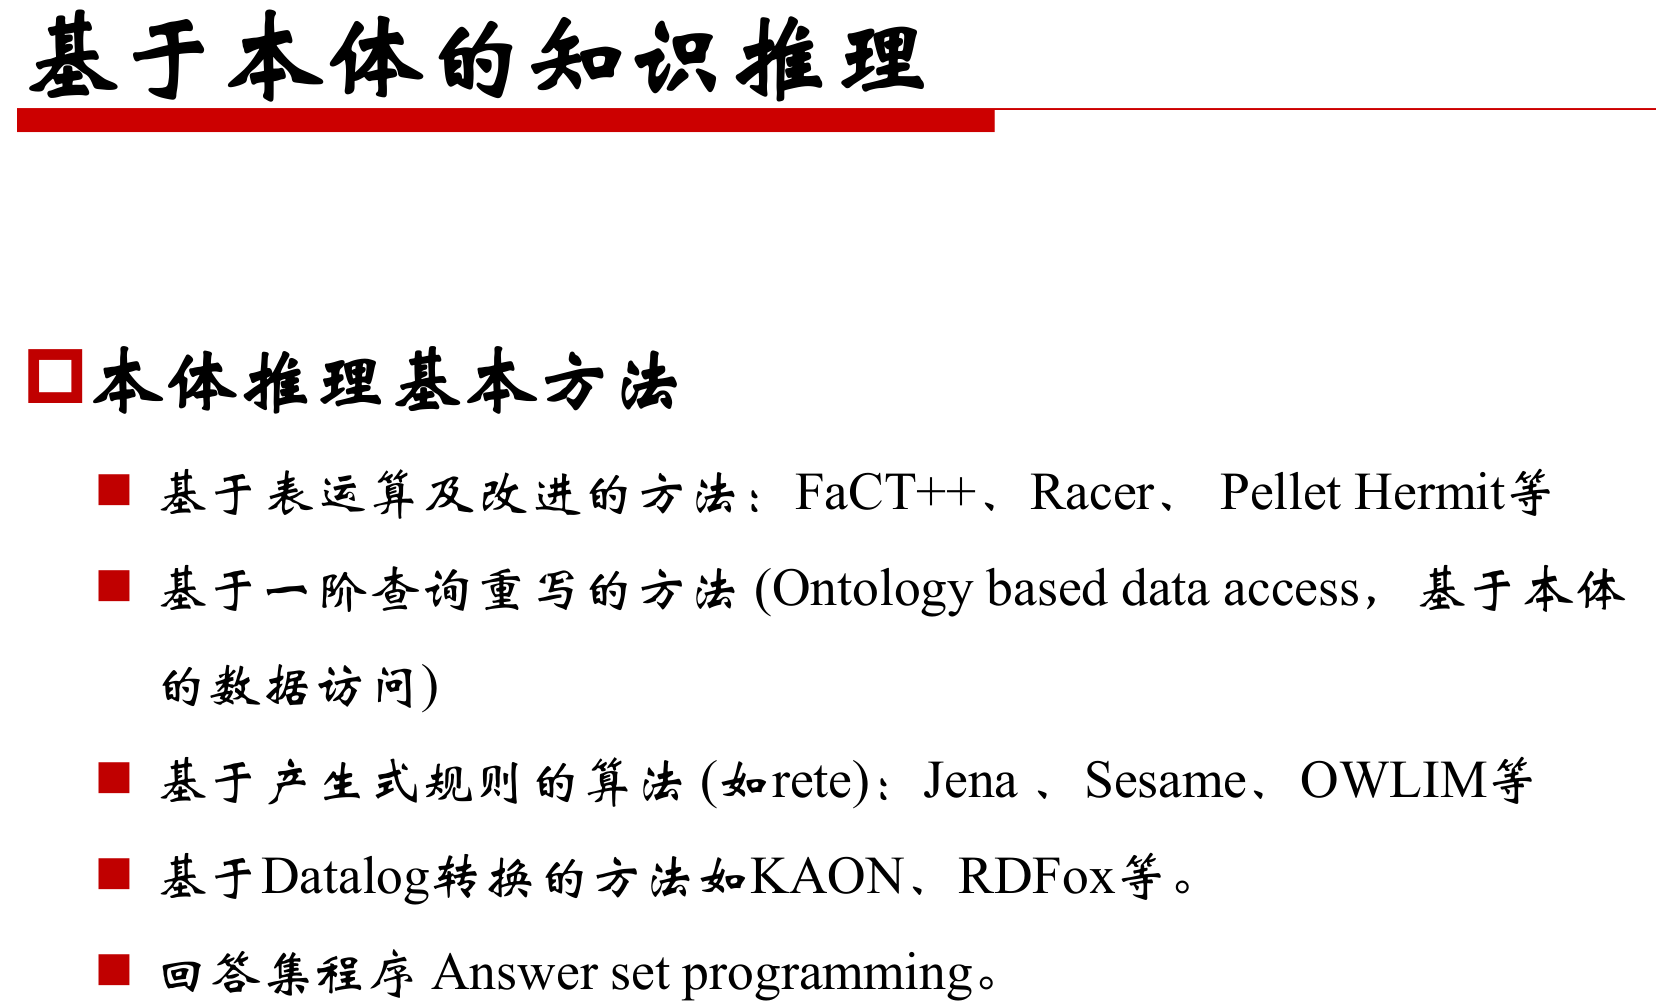 基于本体的知识推理
本体推理基本方法
基于表运算及改进的方法：FaCT++、Racer、 Pellet Hermit等
基于一阶查询重写的方法 (Ontology based data access，基于本体
的数据访问)
基于产生式规则的算法 (如rete)：Jena 、Sesame、OWLIM等
基于Datalog转换的方法如KAON、RDFox等。
回答集程序 Answer set programming。